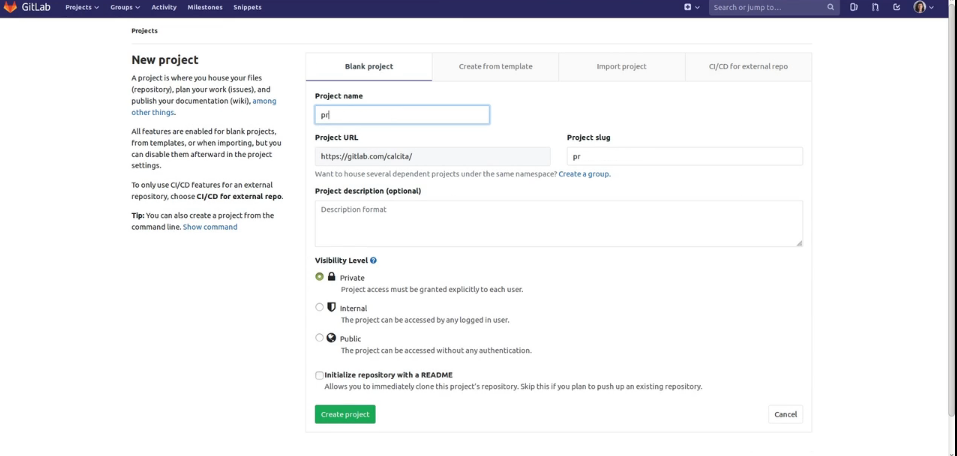 GitLab Projects Groups Activity Milestones Snippets Search or jump to...
Projects
New project
A project is where you house your files
(repository), plan your work (issues), and
publish your documentation (wiki), among
other things.
All features are enabled for blank projects,
from templates, or when importing, but you
can disable them afterward in the project
settings.
To only use CI/CD features for an external
repository, choose CI/CD for external repo.
Tip: You can also create a project from the
command line. Show command
Blank project Create from template Import project CI/CD for external repo
Project name
pr
Project URL Project slug
https://gitlab.com/calcita/ pr
Want to house several dependent projects under the same namespace? Create a group.
Project description (optional)
Description format
Visibility Level
Private
Project access must be granted explicitly to each user.
Internal
The project can be accessed by any logged in user.
Public
The project can be accessed without any authentication.
Initialize repository with a README
Allows you to immediately clone this project's repository. Skip this if you plan to push up an existing repository.
Create project Cancel